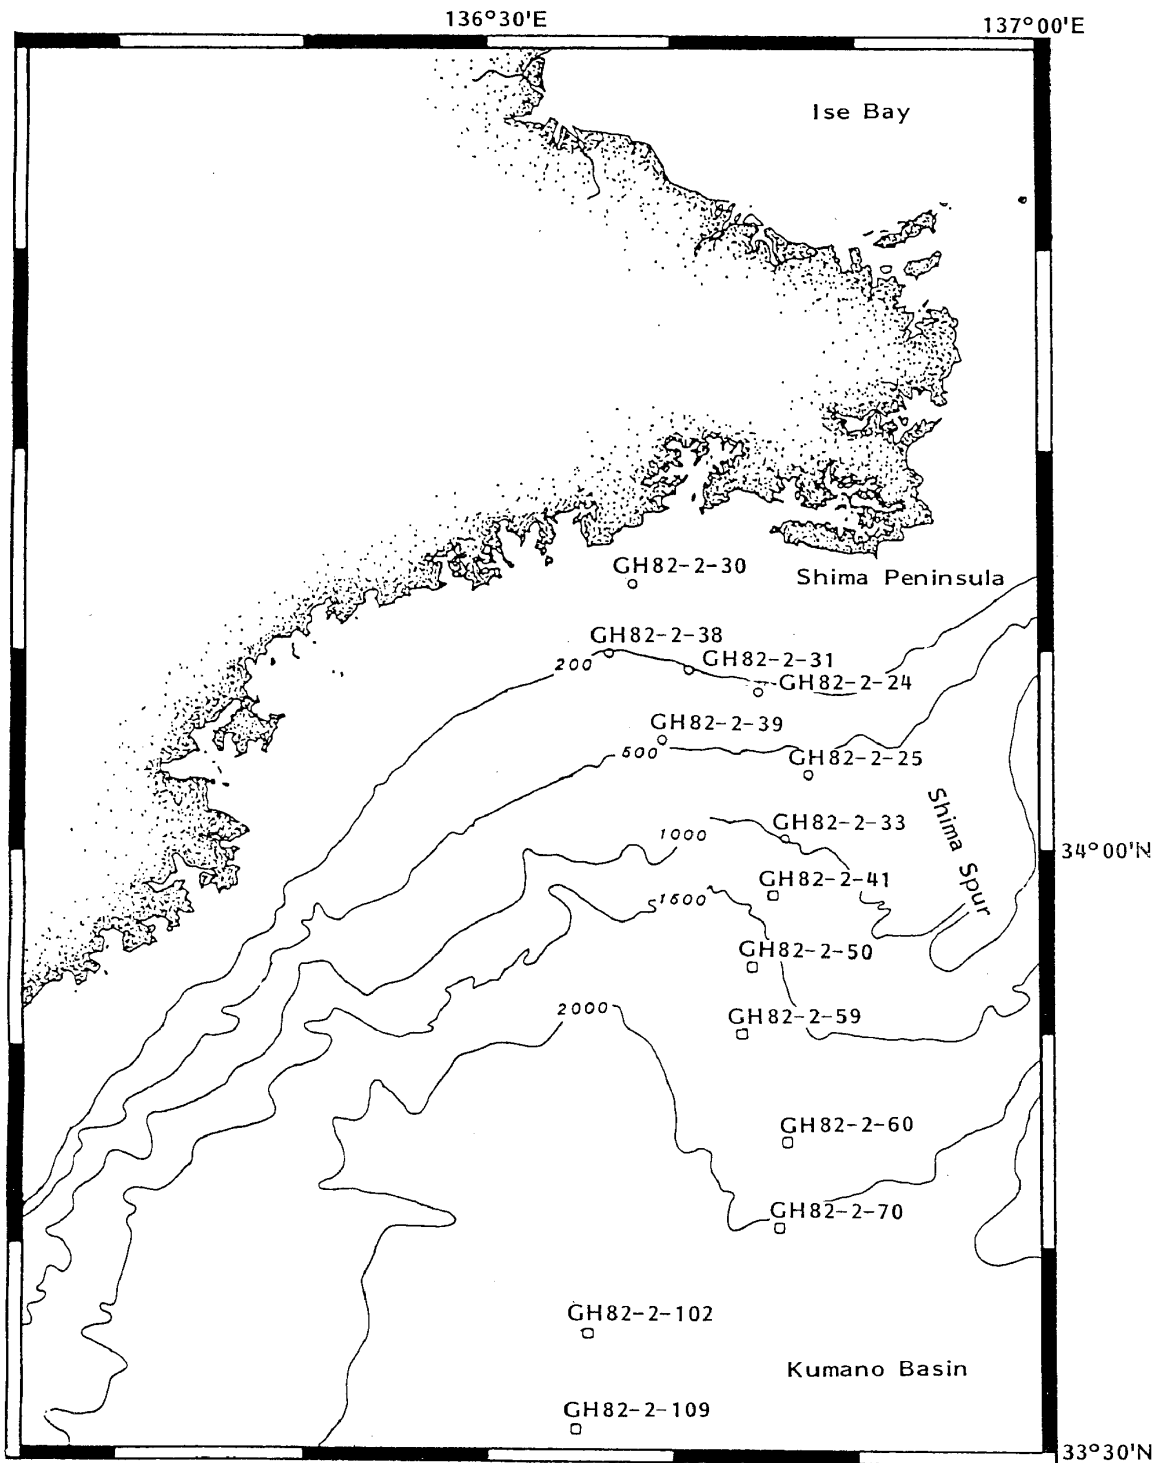 136°30'E
137°00'E
Ise Bay
GH82-2-30
Shima Peninsula
GH82-2-38
200
GH82-2-31
GH82-2-24
GH82-2-39
500
GH82-2-25
Shima Spur
1000
GH82-2-33
34°00'N
GH82-2-41
1500
GH82-2-50
2000
GH82-2-59
GH82-2-60
GH82-2-70
GH82-2-102
Kumano Basin
GH82-2-109
33°30'N